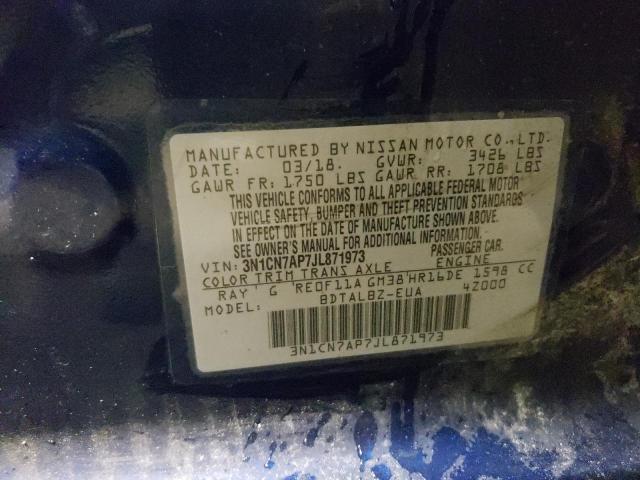 MANUFACTURED BY NISSAN MOTOR CO.,LTD.
DATE: 03/18. GVWR: 3426 LBS
GAWR FR: 1750 LBS GAWR RR: 1708 LBS
THIS VEHICLE CONFORMS TO ALL APPLICABLE FEDERAL MOTOR
VEHICLE SAFETY, BUMPER AND THEFT PREVENTION STANDARDS
IN EFFECT ON THE DATE OF MANUFACTURE SHOWN ABOVE.
SEE OWNER'S MANUAL FOR ADDITIONAL INFORMATION.
VIN: 3N1CN7AP7JL871973 PASSENGER CAR.
COLOR TRIM TRANS AXLE ENGINE
RAY G RE0F11A GM38 HR16DE 1598 CC
MODEL: BDTALBZ-EUA 4Z000
3N1CN7AP7JL871973